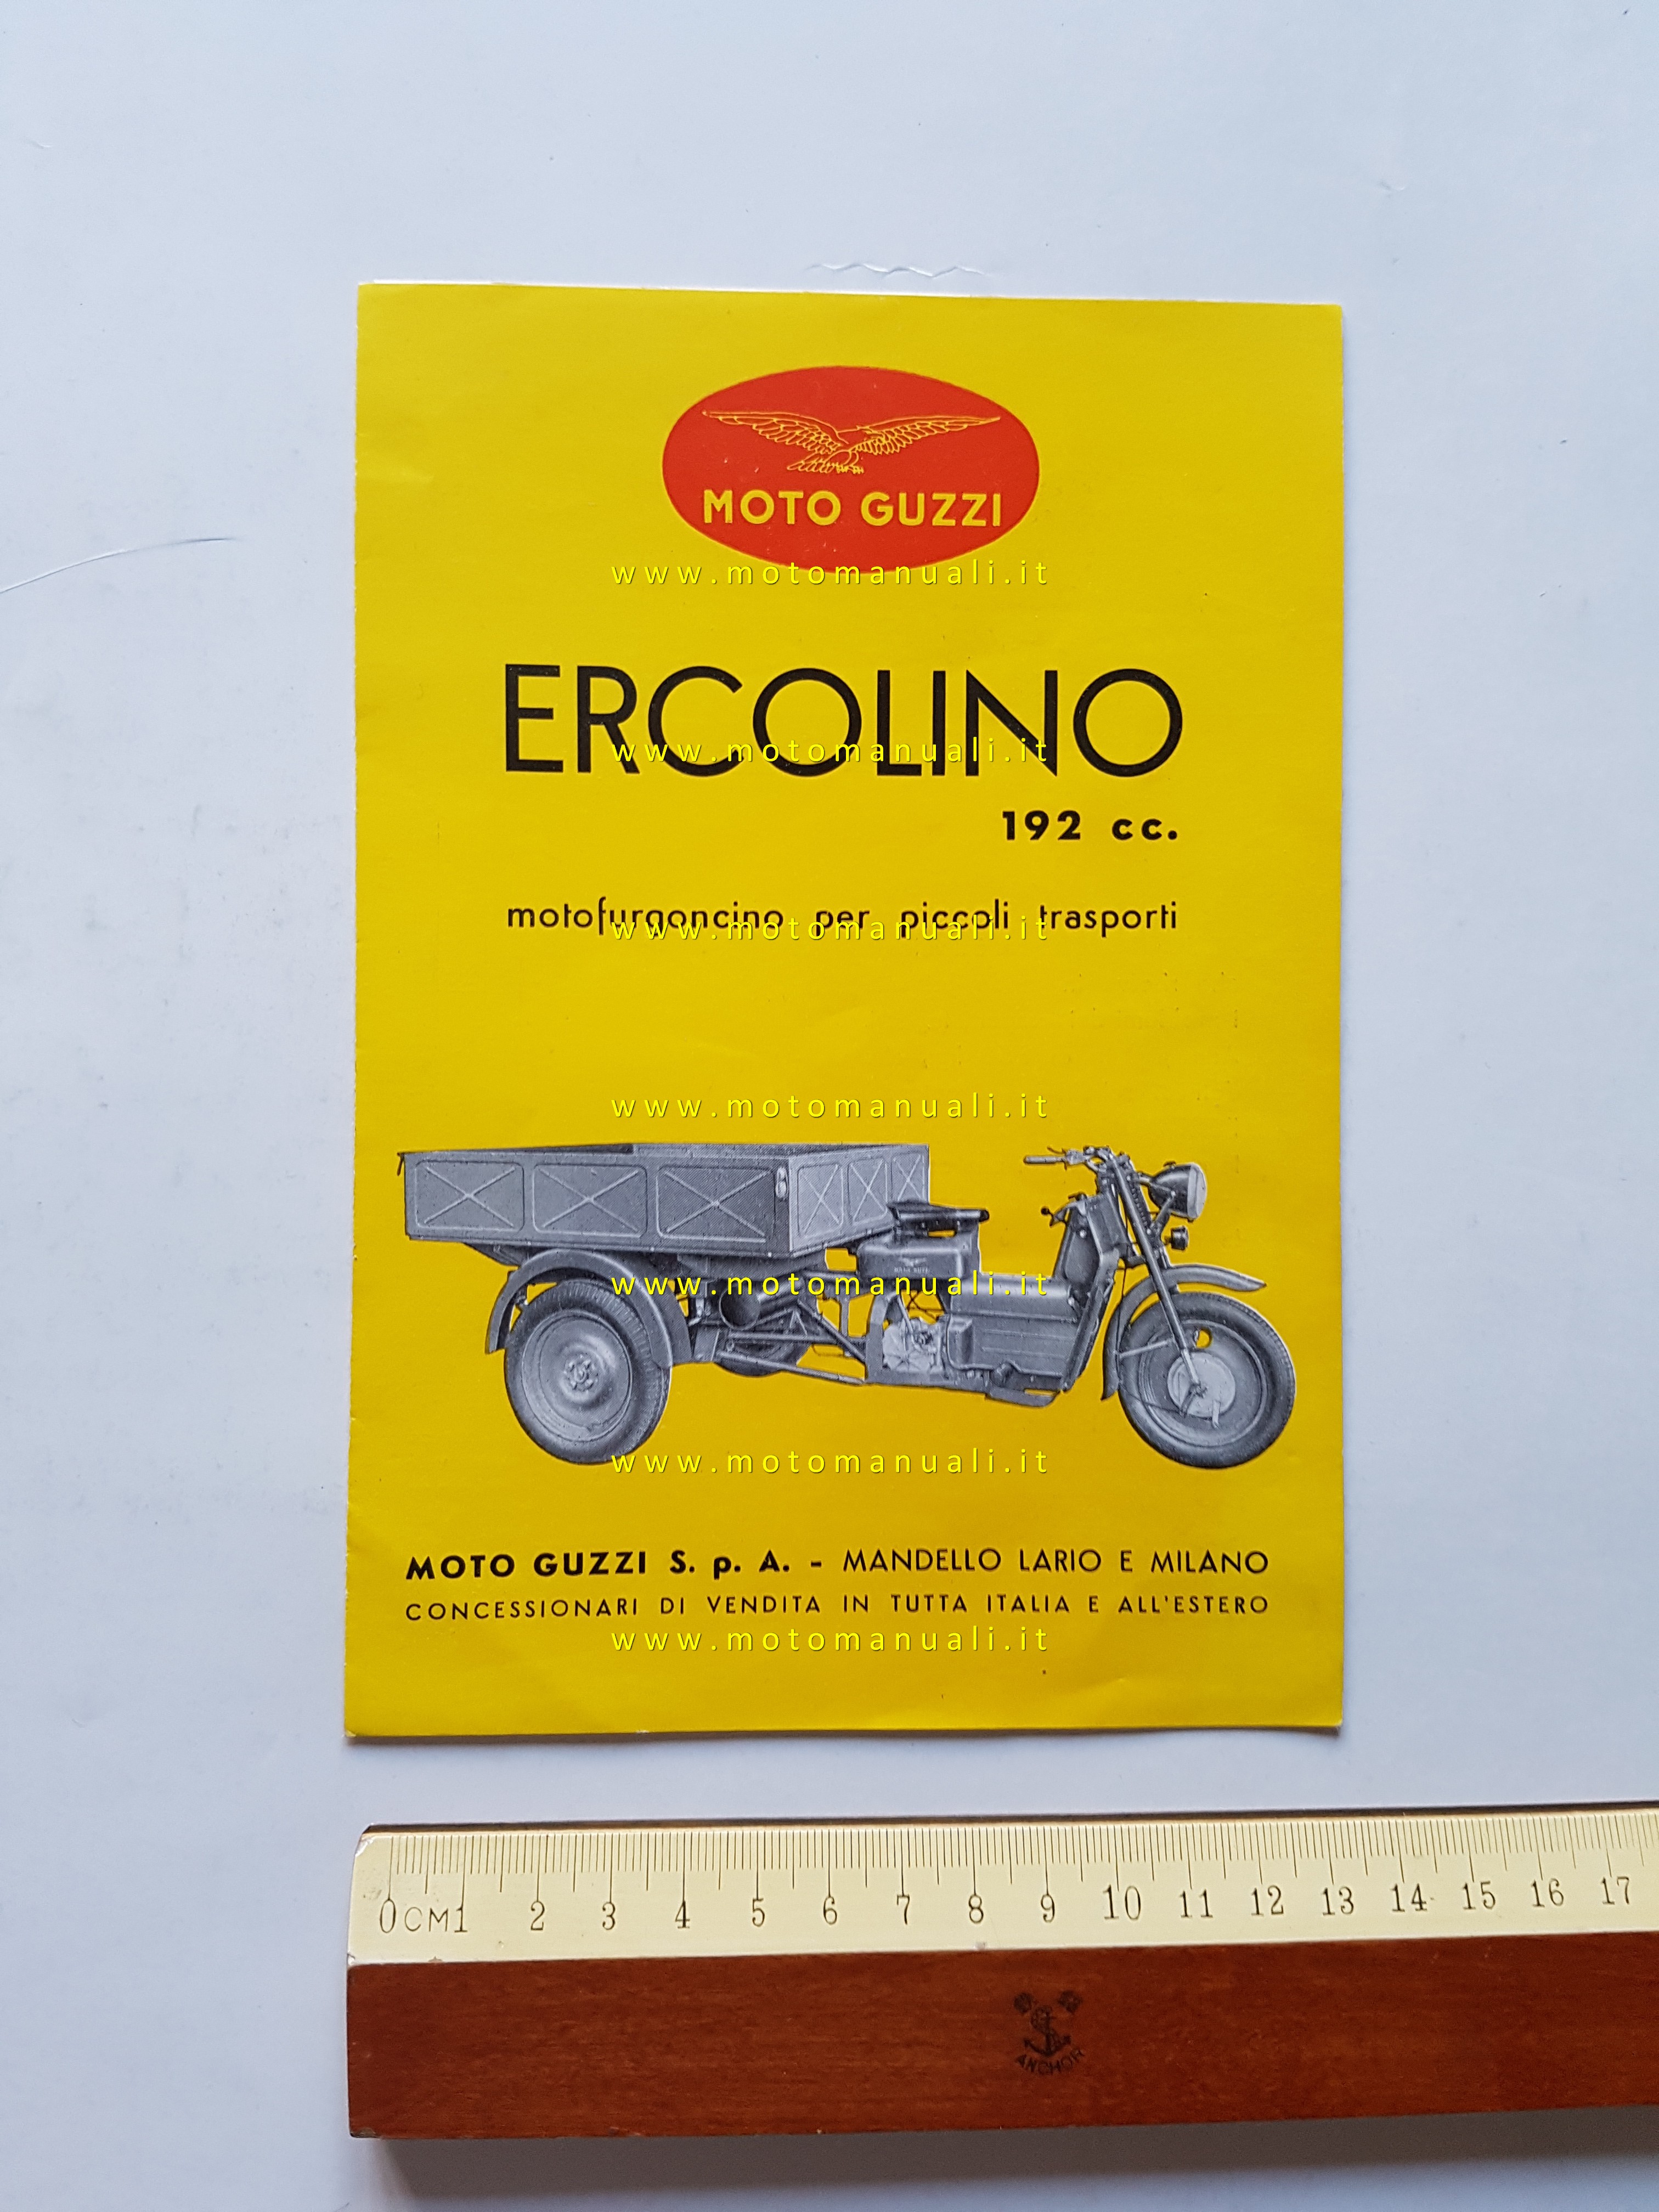 MOTO GUZZI
www.motomanuali.it
ERCOLINO
www.motomanuali.it
192 cc.
motofurgoncino per piccoli trasporti
www.motomanuali.it
www.motomanuali.it
www.motomanuali.it
www.motomanuali.it
MOTO GUZZI S. p. A. - MANDELLO LARIO E MILANO
CONCESSIONARI DI VENDITA IN TUTTA ITALIA E ALL'ESTERO
www.motomanuali.it
0CM1 2 3 4 5 6 7 8 9 10 11 12 13 14 15 16 17
ANCHOR